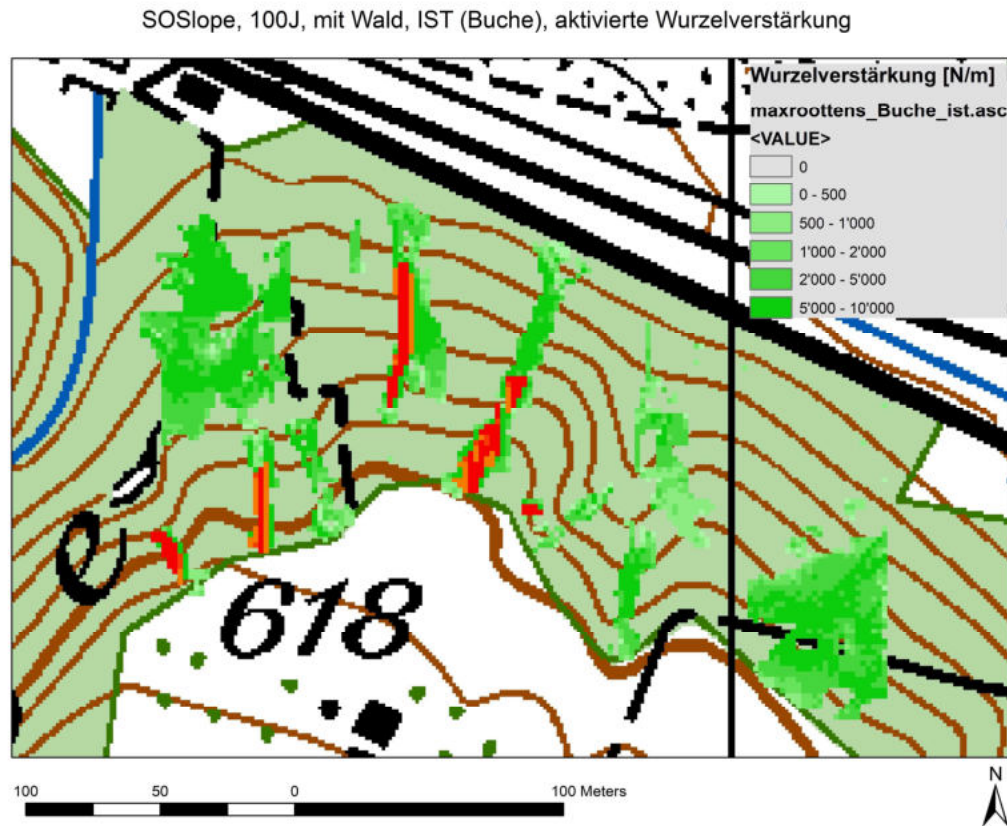 SOSlope, 100J, mit Wald, IST (Buche), aktivierte Wurzelverstärkung
Wurzelverstärkung [N/m]
maxroottens_Buche_ist.asc
<VALUE>
0
0 - 500
500 - 1'000
1'000 - 2'000
2'000 - 5'000
5'000 - 10'000
618
100 50 0 100 Meters
N